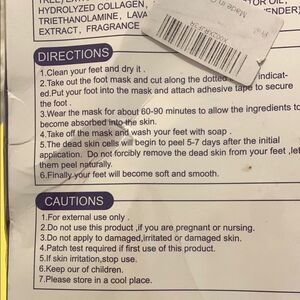 HYDROLYZED COLLAGEN,
TRIETHANOLAMINE, LAVA
EXTRACT, FRAGRANCE
Made in C
DIRECTIONS
1.Clean your feet and dry it .
2.Take out the foot mask and cut along the dotted indicat-
ed.Put your foot into the mask and attach adhesive tape to secure
the foot .
3.Wear the mask for about 60-90 minutes to allow the ingredients to
become absorbed into the skin.
4.Take off the mask and wash your feet with soap .
5.The dead skin cells will begin to peel 5-7 days after the initial
application. Do not forcibly remove the dead skin from your feet ,let
them peel naturally.
6.Finally.your feet will become soft and smooth.
CAUTIONS
1.For external use only .
2.Do not use this product ,if you are pregnant or nursing.
3.Do not apply to damaged,irritated or damaged skin.
4.Patch test required if first use of this product.
5.If skin irritation,stop use.
6.Keep our of children.
7.Please store in a cool place.